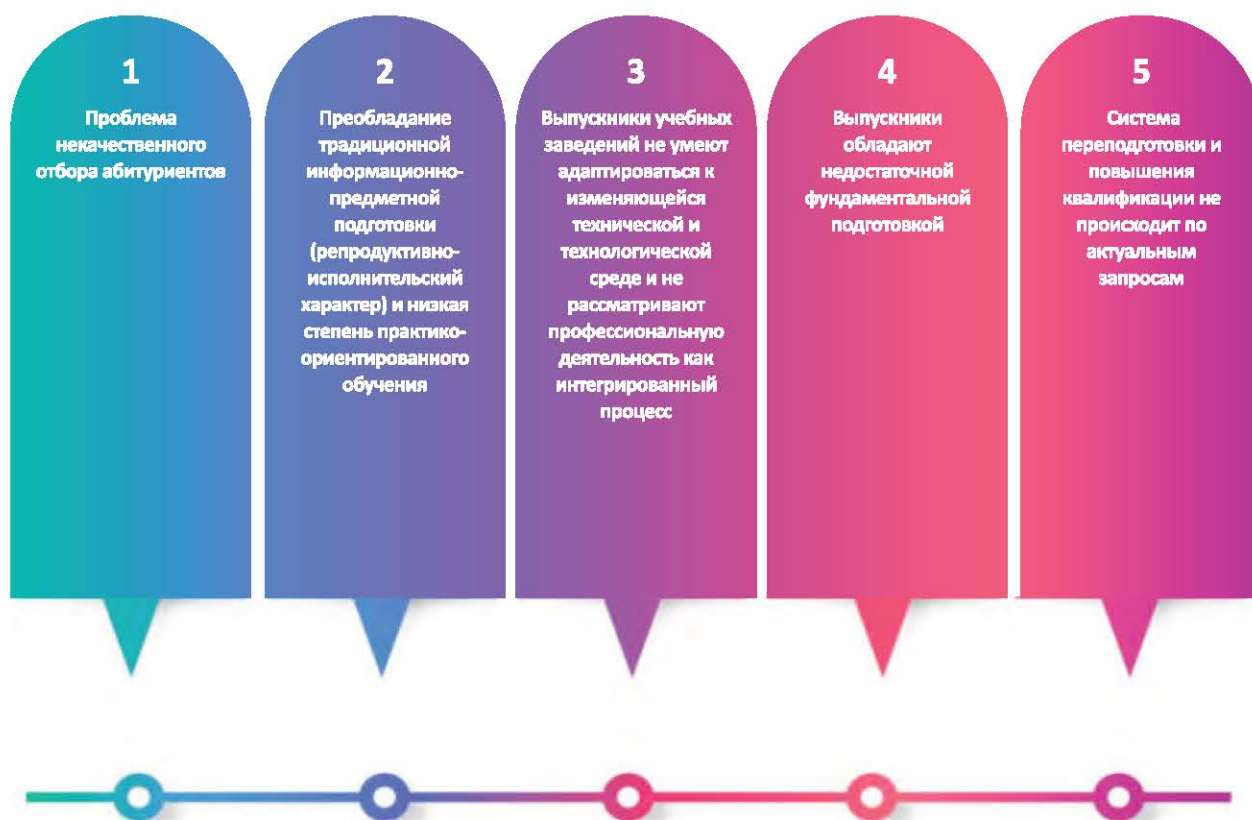 1
Проблема
некачественного
отбора абитуриентов
2
Преобладание
традиционной
информационно-
предметной
подготовки
(репродуктивно-
исполнительский
характер) и низкая
степень практико-
ориентированного
обучения
3
Выпускники учебных
заведений не умеют
адаптироваться к
изменяющейся
технической и
технологической
среде и не
рассматривают
профессиональную
деятельность как
интегрированный
процесс
4
Выпускники
обладают
недостаточной
фундаментальной
подготовкой
5
Система
переподготовки и
повышения
квалификации не
происходит по
актуальным
запросам